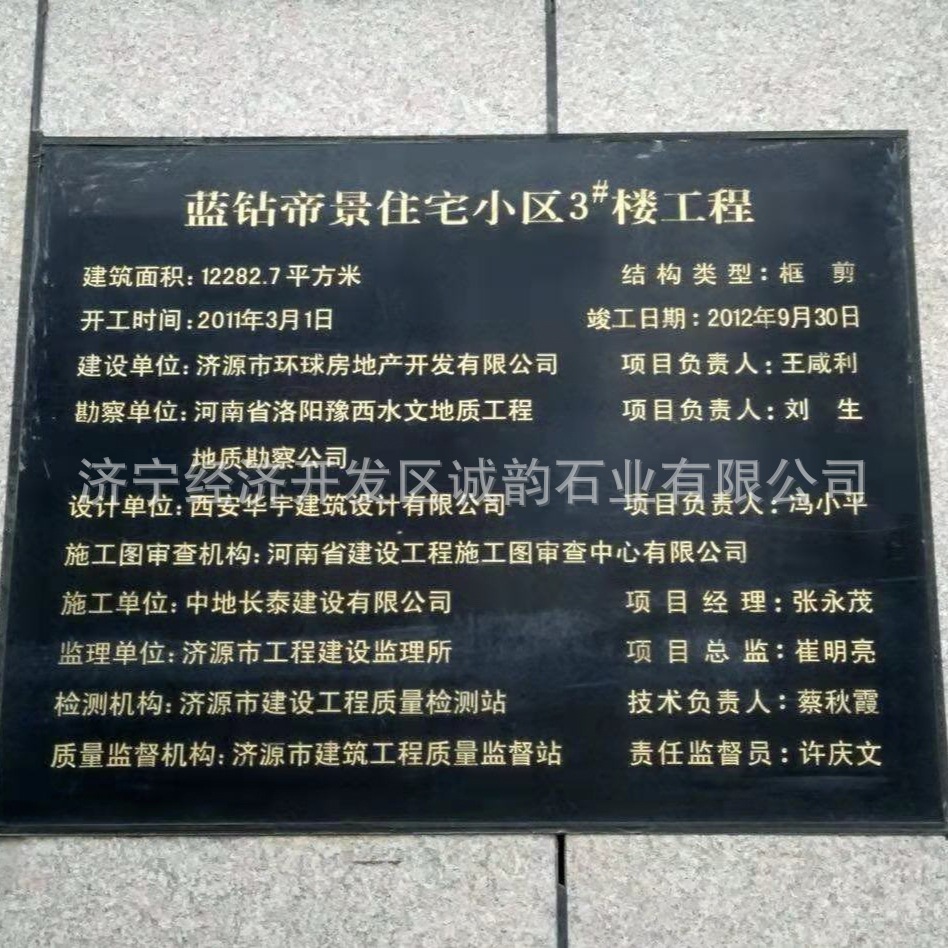 蓝钻帝景住宅小区3#楼工程
建筑面积：12282.7平方米 结构类型：框 剪
开工时间：2011年3月1日 竣工日期：2012年9月30日
建设单位：济源市环球房地产开发有限公司 项目负责人：王咸利
勘察单位：河南省洛阳豫西水文地质工程 项目负责人：刘 生
地质勘察公司
济宁经济开发区诚韵石业有限公司
设计单位：西安华宇建筑设计有限公司 项目负责人：冯小平
施工图审查机构：河南省建设工程施工图审查中心有限公司
施工单位：中地长泰建设有限公司 项目经理：张永茂
监理单位：济源市工程建设监理所 项目总监：崔明亮
检测机构：济源市建设工程质量检测站 技术负责人：蔡秋霞
质量监督机构：济源市建筑工程质量监督站 责任监督员：许庆文